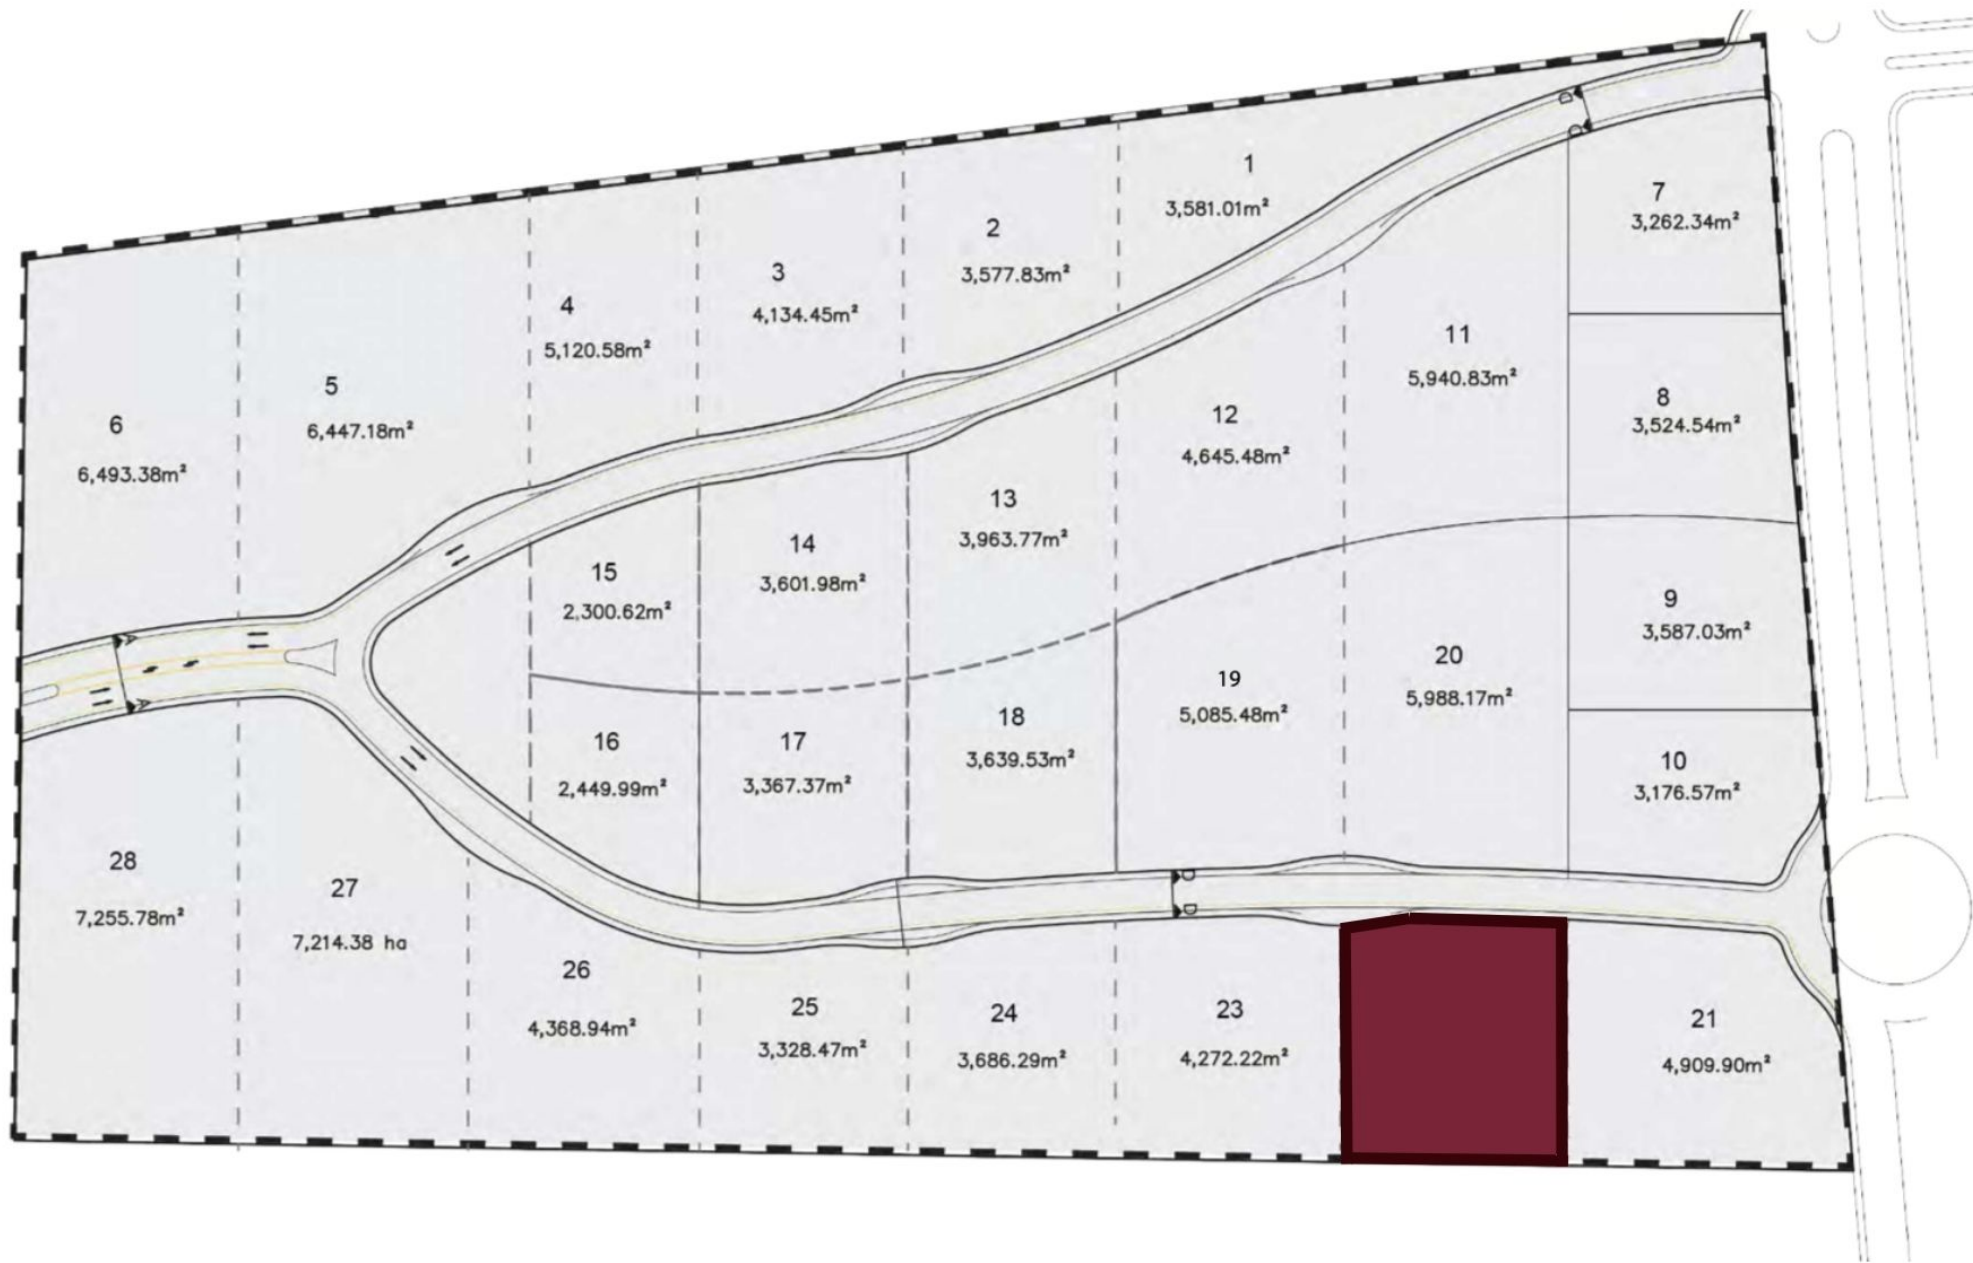 1
3,581.01m²
2
3,577.83m²
3
4,134.45m²
4
5,120.58m²
5
6,447.18m²
6
6,493.38m²
7
3,262.34m²
8
3,524.54m²
9
3,587.03m²
10
3,176.57m²
11
5,940.83m²
12
4,645.48m²
13
3,963.77m²
14
3,601.98m²
15
2,300.62m²
16
2,449.99m²
17
3,367.37m²
18
3,639.53m²
19
5,085.48m²
20
5,988.17m²
21
4,909.90m²
23
4,272.22m²
24
3,686.29m²
25
3,328.47m²
26
4,368.94m²
27
7,214.38 ha
28
7,255.78m²